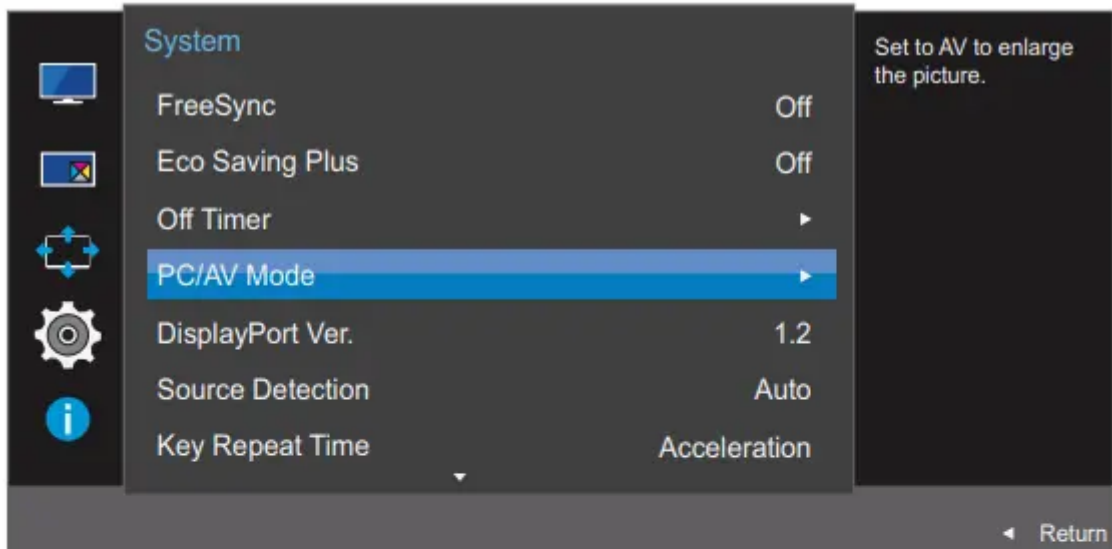 System
FreeSync Off
Eco Saving Plus Off
Off Timer
PC/AV Mode
DisplayPort Ver. 1.2
Source Detection Auto
Key Repeat Time Acceleration
Set to AV to enlarge
the picture.
Return